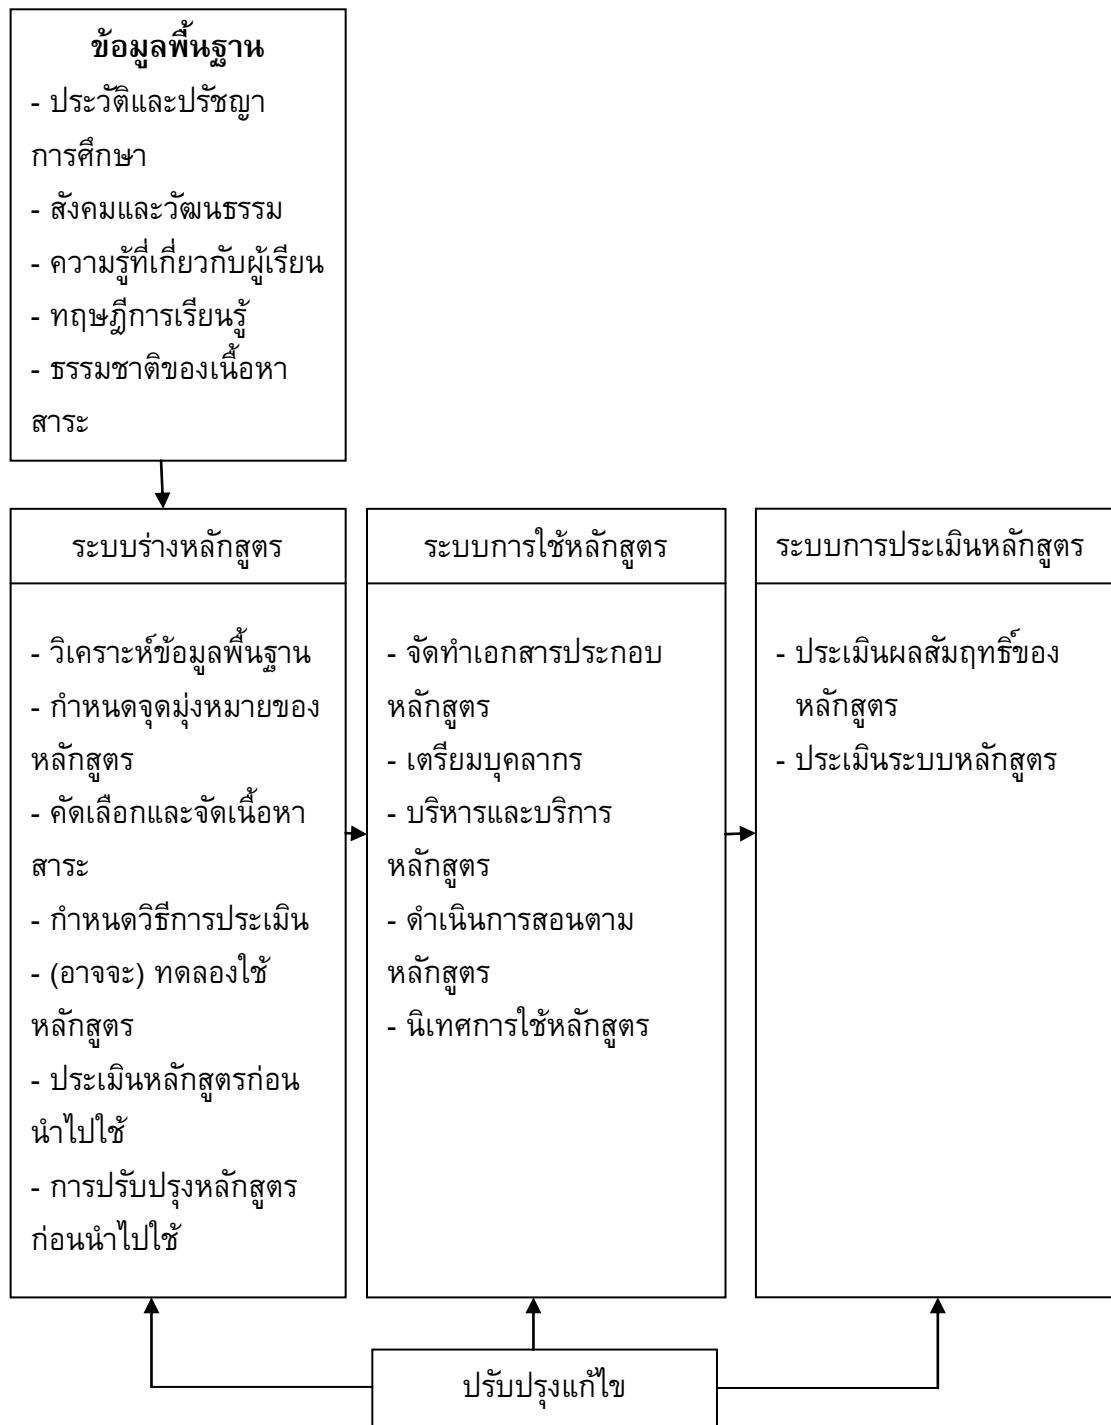 ข้อมูลพื้นฐาน
- ประวัติและปรัชญา
การศึกษา
- สังคมและวัฒนธรรม
- ความรู้ที่เกี่ยวกับผู้เรียน
- ทฤษฎีการเรียนรู้
- ธรรมชาติของเนื้อหา
สาระ
ระบบร่างหลักสูตร
- วิเคราะห์ข้อมูลพื้นฐาน
- กำหนดจุดมุ่งหมายของ
หลักสูตร
- คัดเลือกและจัดเนื้อหา
สาระ
- กำหนดวิธีการประเมิน
- (อาจจะ) ทดลองใช้
หลักสูตร
- ประเมินหลักสูตรก่อน
นำไปใช้
- การปรับปรุงหลักสูตร
ก่อนนำไปใช้
ระบบการใช้หลักสูตร
- จัดทำเอกสารประกอบ
หลักสูตร
- เตรียมบุคลากร
- บริหารและบริการ
หลักสูตร
- ดำเนินการสอนตาม
หลักสูตร
- นิเทศการใช้หลักสูตร
ระบบการประเมินหลักสูตร
- ประเมินผลสัมฤทธิ์ของ
หลักสูตร
- ประเมินระบบหลักสูตร
ปรับปรุงแก้ไข